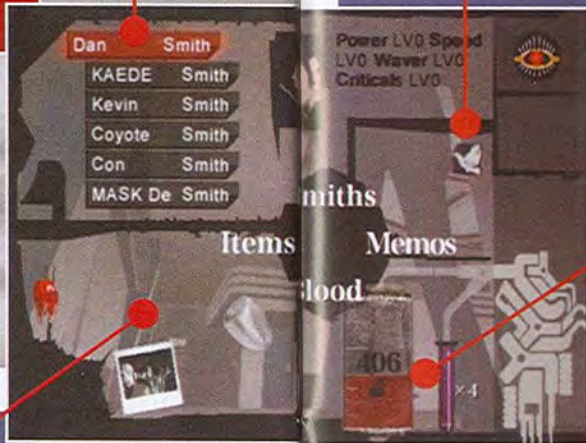 Dan Smith
KAEDE Smith
Kevin Smith
Coyote Smith
Con Smith
MASK De Smith
Power LV0 Speed
LV0 Waver LV0
Criticals LV0
miths
Items
Memos
Blood
406
×4